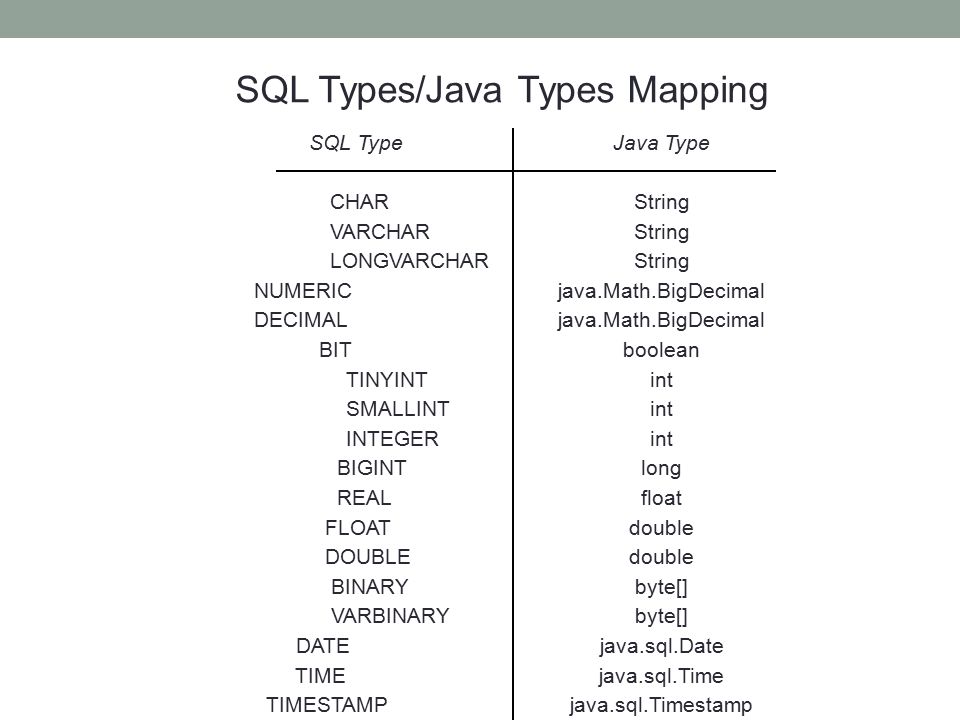 SQL Types/Java Types Mapping
SQL Type Java Type
CHAR String
VARCHAR String
LONGVARCHAR String
NUMERIC java.Math.BigDecimal
DECIMAL java.Math.BigDecimal
BIT boolean
TINYINT int
SMALLINT int
INTEGER int
BIGINT long
REAL float
FLOAT double
DOUBLE double
BINARY byte[]
VARBINARY byte[]
DATE java.sql.Date
TIME java.sql.Time
TIMESTAMP java.sql.Timestamp